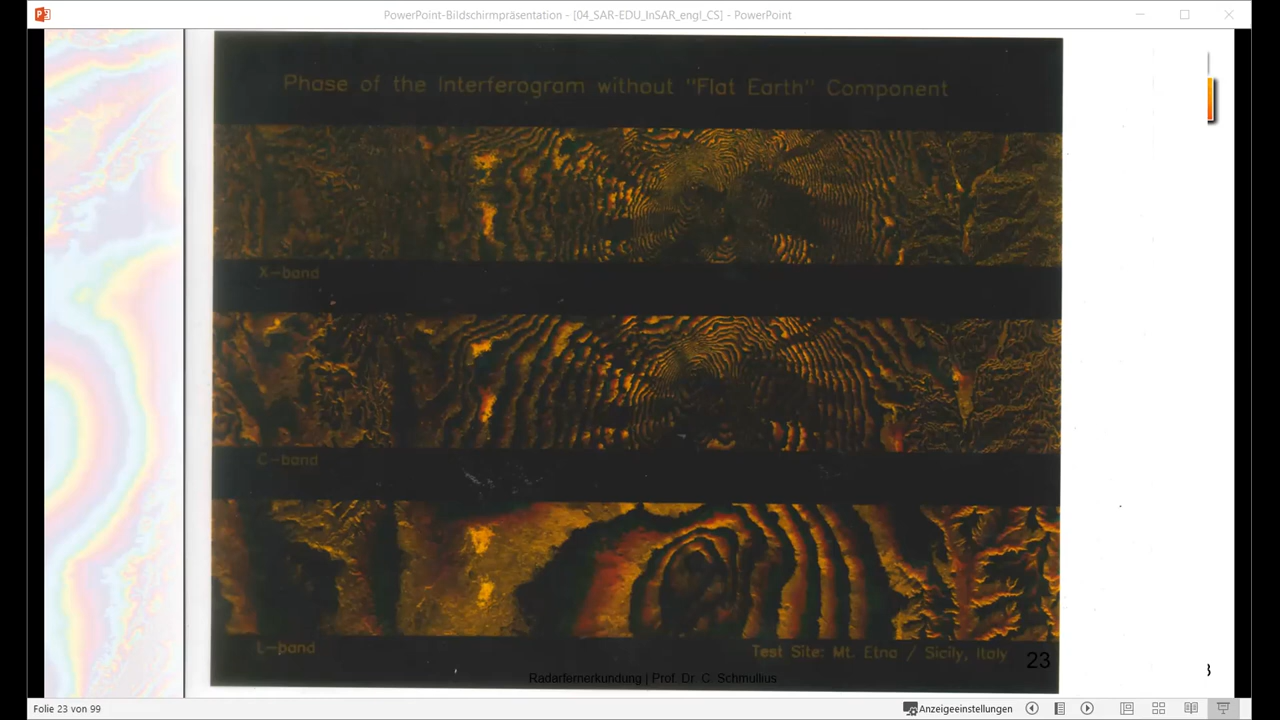 PowerPoint-Bildschirmpräsentation - [04_SAR-EDU_InSAR_engl_CS] - PowerPoint
Phase of the Interferogram without "Flat Earth" Component
X-band
C-band
L-band
Test Site: Mt. Etna / Sicily, Italy
23
Radarfernerkundung | Prof. Dr. C. Schmullius
Folie 23 von 99
Anzeigeeinstellungen